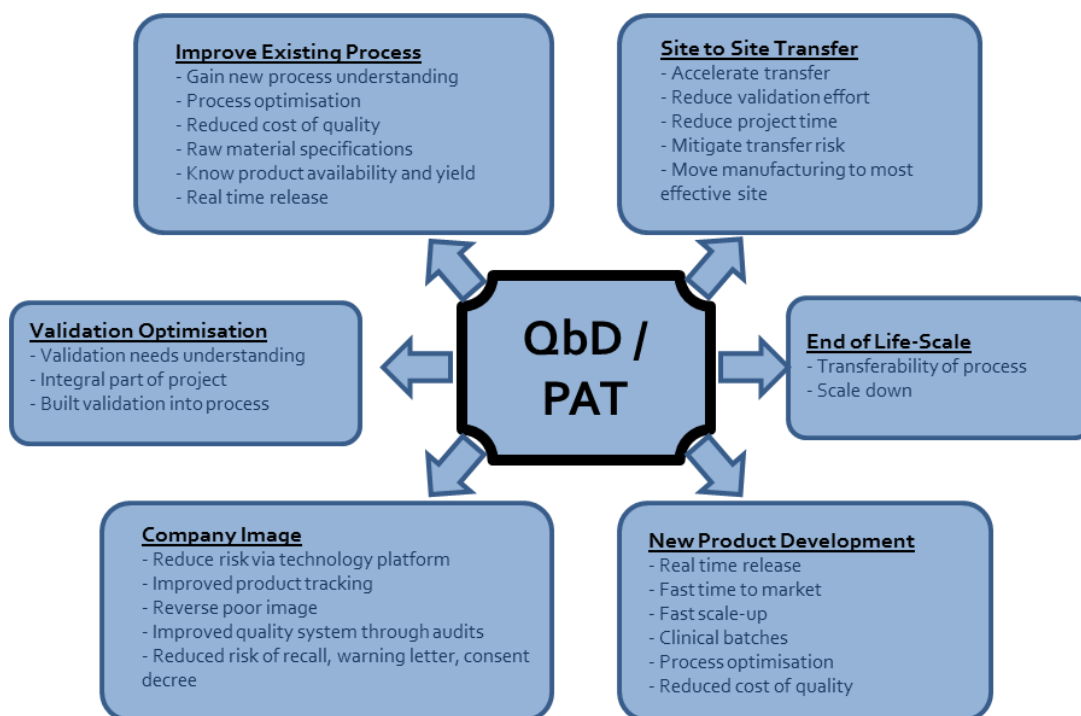 Improve Existing Process
- Gain new process understanding
- Process optimisation
- Reduced cost of quality
- Raw material specifications
- Know product availability and yield
- Real time release
Site to Site Transfer
- Accelerate transfer
- Reduce validation effort
- Reduce project time
- Mitigate transfer risk
- Move manufacturing to most
effective site
Validation Optimisation
- Validation needs understanding
- Integral part of project
- Built validation into process
QbD /
PAT
End of Life-Scale
- Transferability of process
- Scale down
Company Image
- Reduce risk via technology platform
- Improved product tracking
- Reverse poor image
- Improved quality system through audits
- Reduced risk of recall, warning letter, consent
decree
New Product Development
- Real time release
- Fast time to market
- Fast scale-up
- Clinical batches
- Process optimisation
- Reduced cost of quality